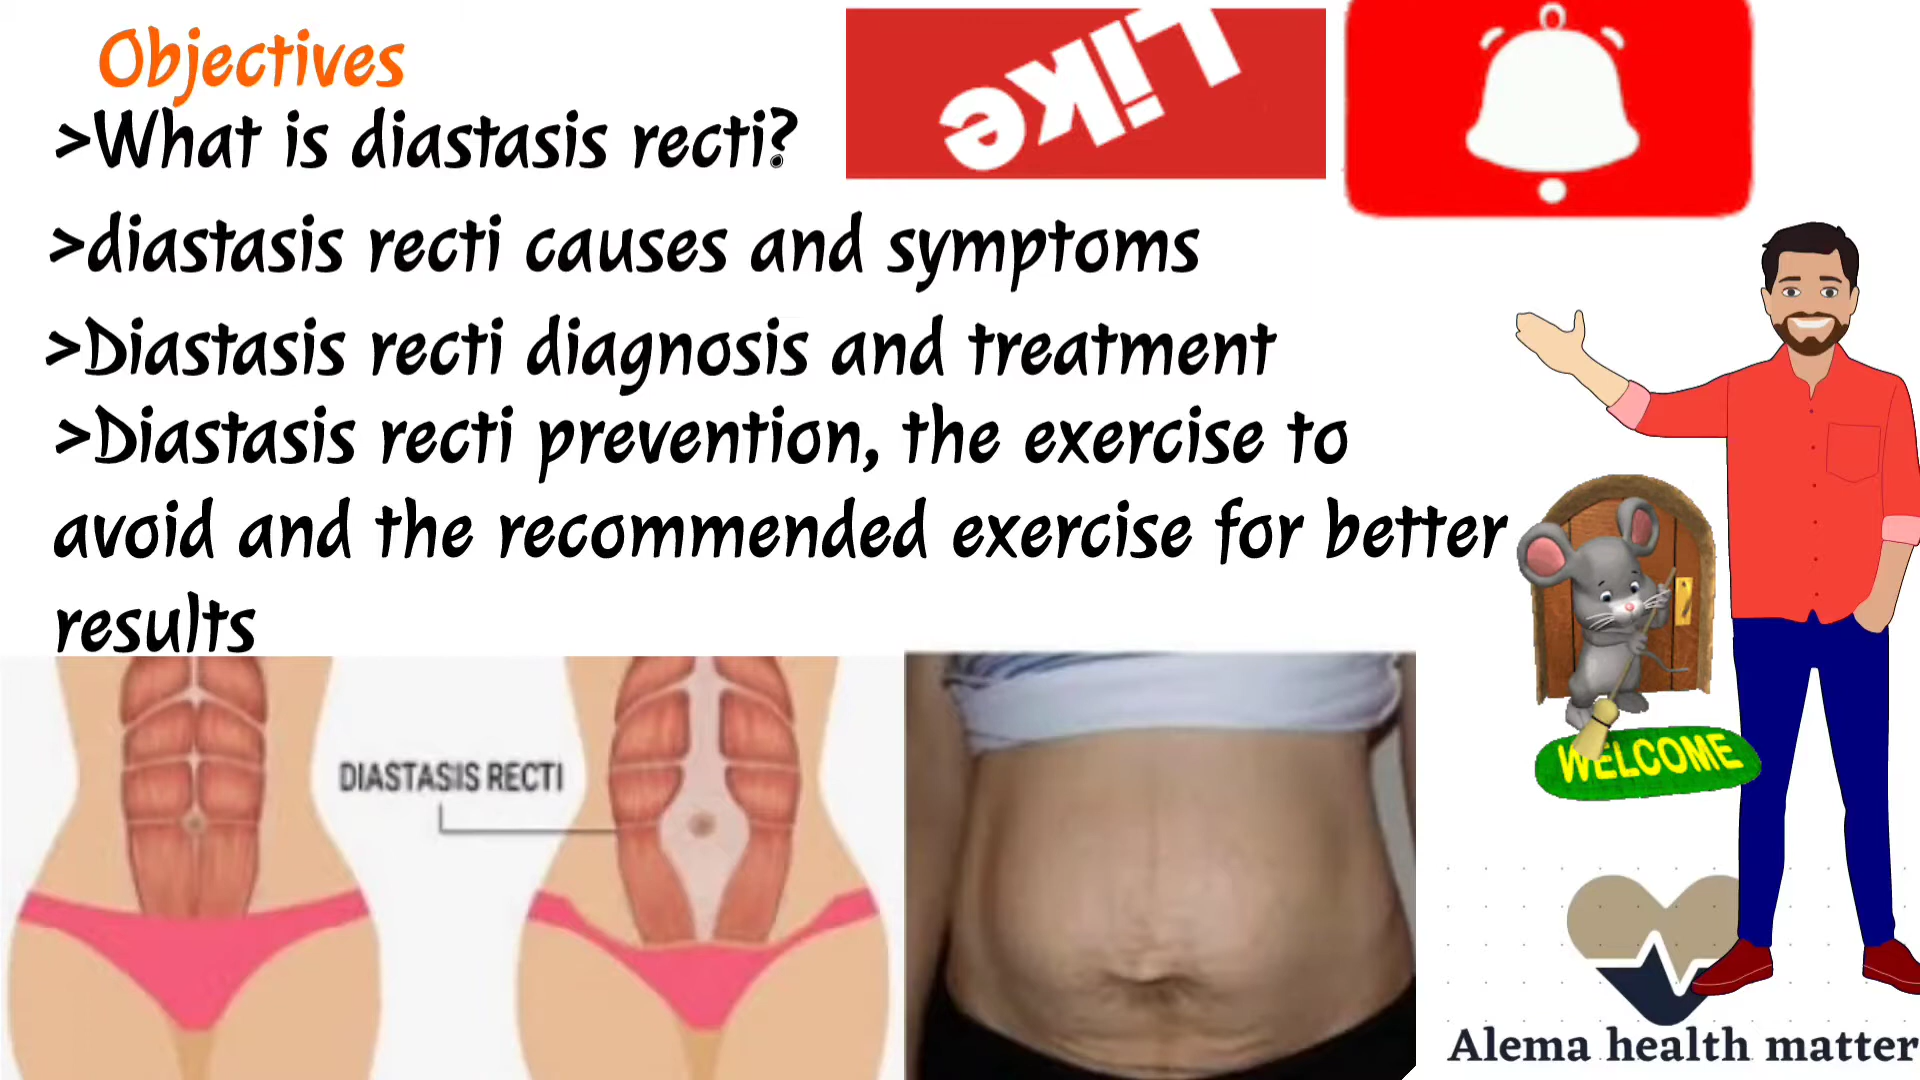 Objectives
>What is diastasis recti?
Like
>diastasis recti causes and symptoms
>Diastasis recti diagnosis and treatment
>Diastasis recti prevention, the exercise to
avoid and the recommended exercise for better
results
DIASTASIS RECTI
WELCOME
Alema health matter